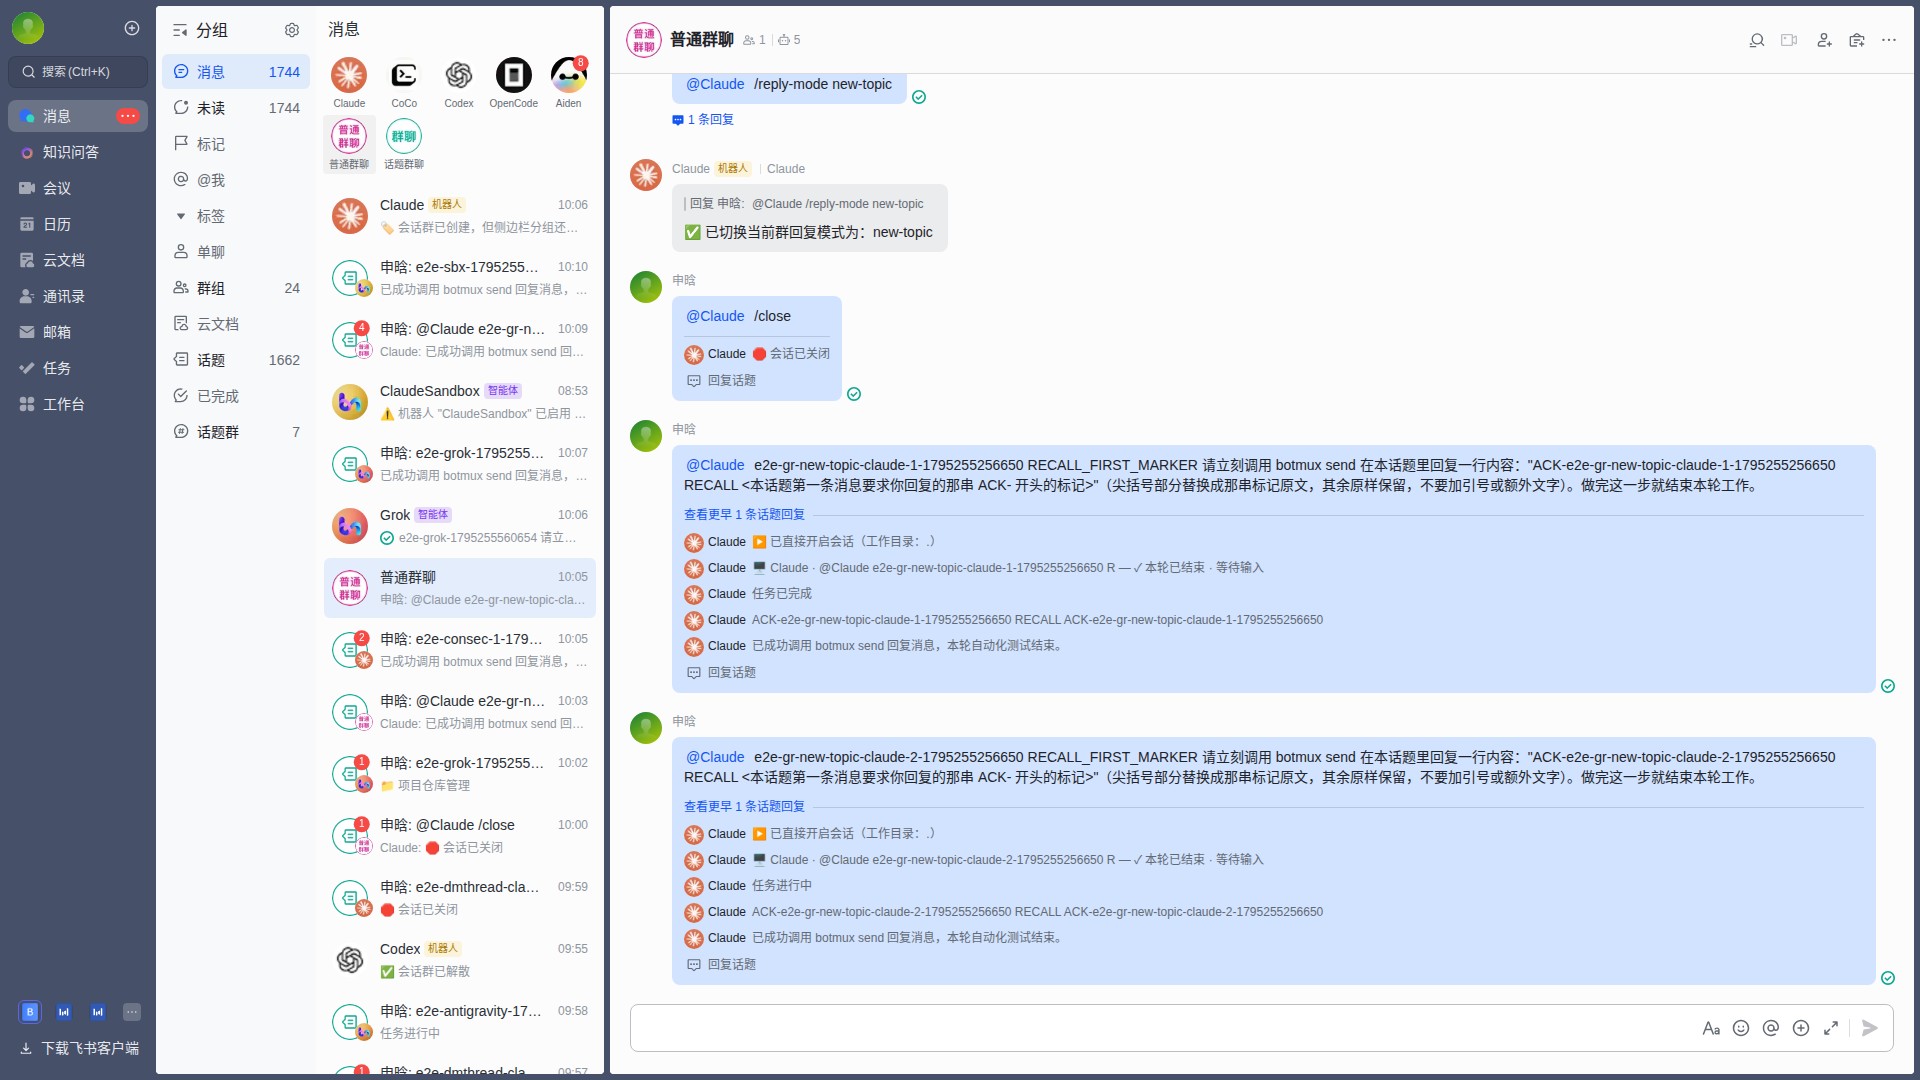 搜索 (Ctrl+K)
消息
知识问答
会议
日历
云文档
通讯录
邮箱
任务
工作台
下载飞书客户端
分组
消息 1744
未读 1744
标记
@我
标签
单聊
群组 24
云文档
话题 1662
已完成
话题群 7
消息
Claude
CoCo
Codex
OpenCode
8
Aiden
普通群聊
普通群聊
群聊
话题群聊
Claude 机器人 10:06
会话群已创建，但侧边栏分组还…
申晗: e2e-sbx-1795255… 10:10
已成功调用 botmux send 回复消息，…
4
申晗: @Claude e2e-gr-n… 10:09
Claude: 已成功调用 botmux send 回…
ClaudeSandbox 智能体 08:53
机器人 "ClaudeSandbox" 已启用 …
申晗: e2e-grok-1795255… 10:07
已成功调用 botmux send 回复消息，…
Grok 智能体 10:06
e2e-grok-1795255560654 请立…
普通群聊
普通群聊 10:05
申晗: @Claude e2e-gr-new-topic-cla…
2
申晗: e2e-consec-1-179… 10:05
已成功调用 botmux send 回复消息，…
申晗: @Claude e2e-gr-n… 10:03
Claude: 已成功调用 botmux send 回…
1
申晗: e2e-grok-1795255… 10:02
项目仓库管理
1
申晗: @Claude /close 10:00
Claude: 会话已关闭
申晗: e2e-dmthread-cla… 09:59
会话已关闭
Codex 机器人 09:55
会话群已解散
申晗: e2e-antigravity-17… 09:58
任务进行中
1
申晗: e2e-dmthread-cla… 09:57
普通群聊
普通群聊 1 5
@Claude /reply-mode new-topic
1 条回复
Claude 机器人 Claude
回复 申晗: @Claude /reply-mode new-topic
✅ 已切换当前群回复模式为：new-topic
申晗
@Claude /close
Claude 会话已关闭
回复话题
申晗
@Claude e2e-gr-new-topic-claude-1-1795255256650 RECALL_FIRST_MARKER 请立刻调用 botmux send 在本话题里回复一行内容："ACK-e2e-gr-new-topic-claude-1-1795255256650
RECALL <本话题第一条消息要求你回复的那串 ACK- 开头的标记>"（尖括号部分替换成那串标记原文，其余原样保留，不要加引号或额外文字）。做完这一步就结束本轮工作。
查看更早 1 条话题回复
Claude 已直接开启会话（工作目录：.）
Claude Claude · @Claude e2e-gr-new-topic-claude-1-1795255256650 R — ✓ 本轮已结束 · 等待输入
Claude 任务已完成
Claude ACK-e2e-gr-new-topic-claude-1-1795255256650 RECALL ACK-e2e-gr-new-topic-claude-1-1795255256650
Claude 已成功调用 botmux send 回复消息，本轮自动化测试结束。
回复话题
申晗
@Claude e2e-gr-new-topic-claude-2-1795255256650 RECALL_FIRST_MARKER 请立刻调用 botmux send 在本话题里回复一行内容："ACK-e2e-gr-new-topic-claude-2-1795255256650
RECALL <本话题第一条消息要求你回复的那串 ACK- 开头的标记>"（尖括号部分替换成那串标记原文，其余原样保留，不要加引号或额外文字）。做完这一步就结束本轮工作。
查看更早 1 条话题回复
Claude 已直接开启会话（工作目录：.）
Claude Claude · @Claude e2e-gr-new-topic-claude-2-1795255256650 R — ✓ 本轮已结束 · 等待输入
Claude 任务进行中
Claude ACK-e2e-gr-new-topic-claude-2-1795255256650 RECALL ACK-e2e-gr-new-topic-claude-2-1795255256650
Claude 已成功调用 botmux send 回复消息，本轮自动化测试结束。
回复话题
Aa